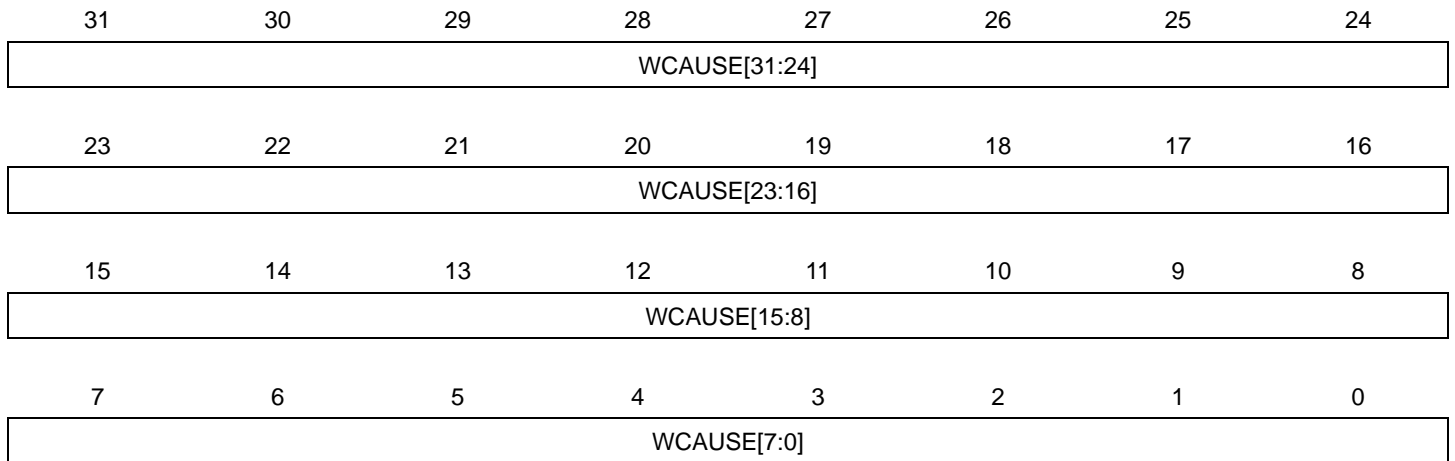 31 30 29 28 27 26 25 24
WCAUSE[31:24]
23 22 21 20 19 18 17 16
WCAUSE[23:16]
15 14 13 12 11 10 9 8
WCAUSE[15:8]
7 6 5 4 3 2 1 0
WCAUSE[7:0]